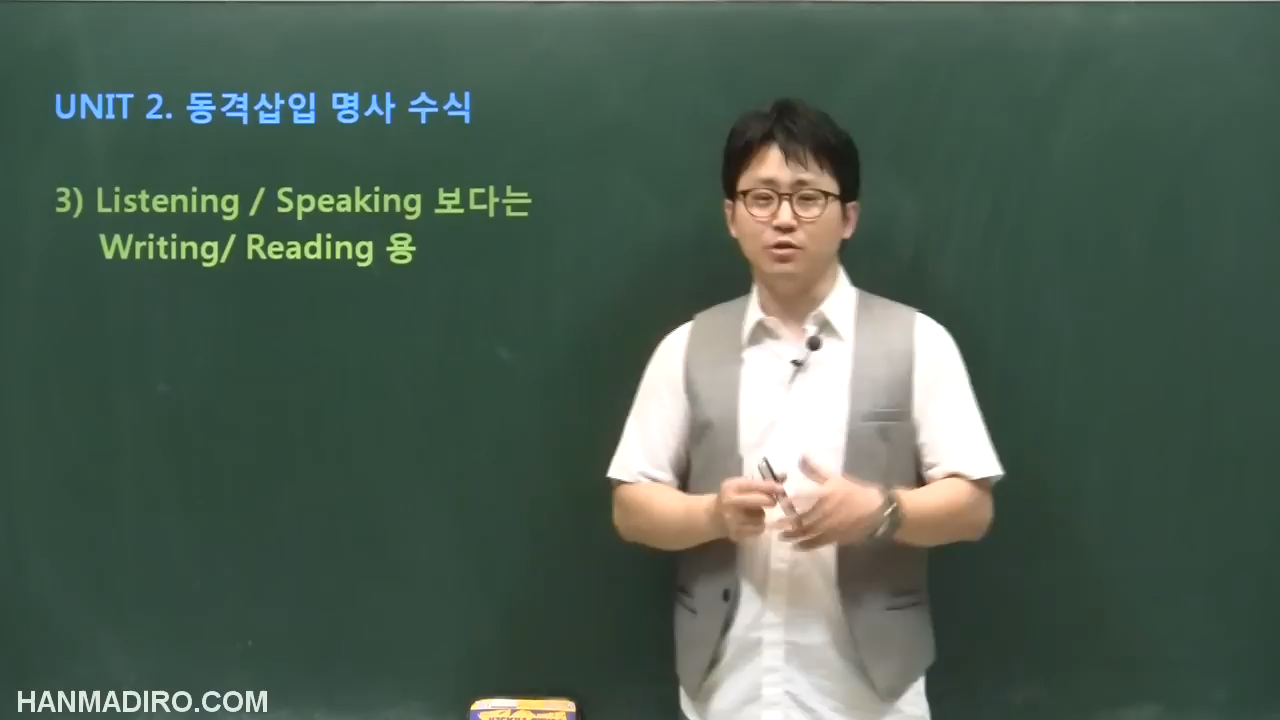 UNIT 2. 동격삽입 명사 수식
3) Listening / Speaking 보다는
Writing/ Reading 용
HANMADIRO.COM